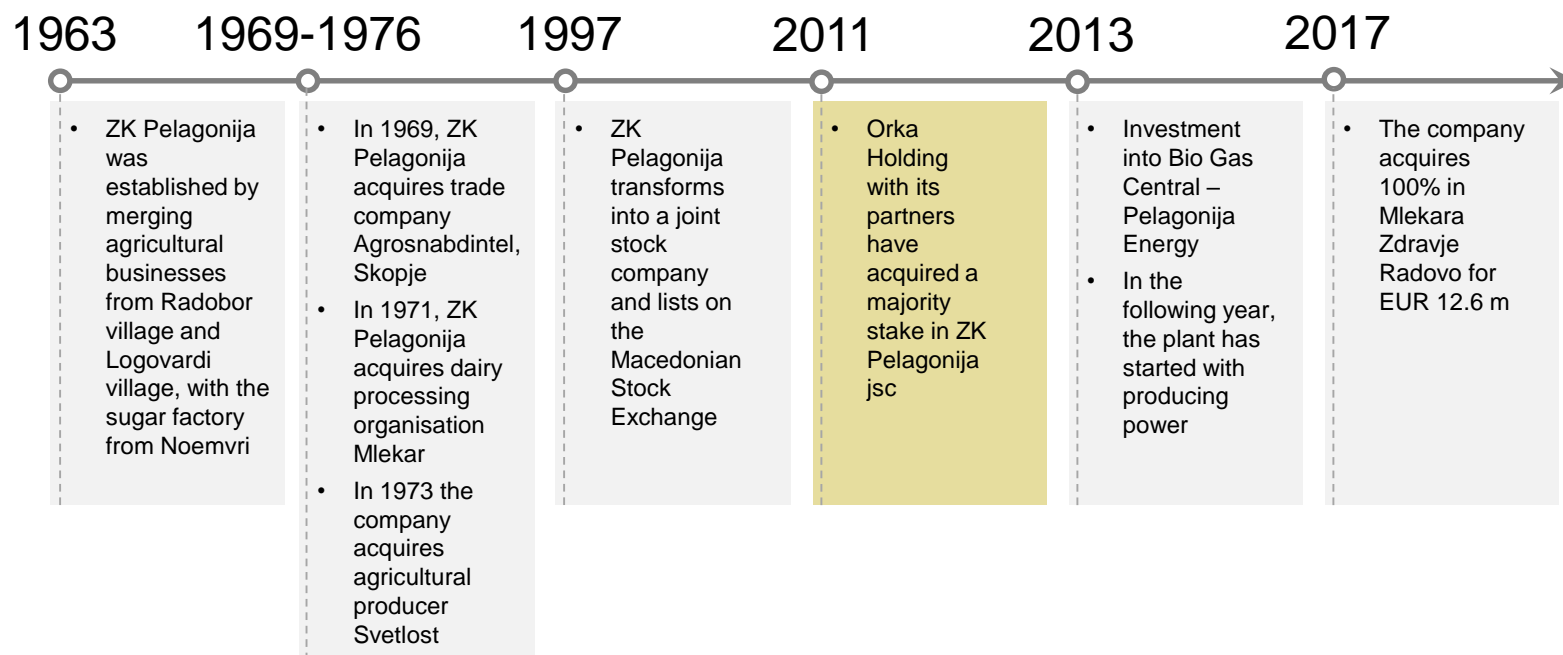 1963
• ZK Pelagonija
was
established by
merging
agricultural
businesses
from Radobor
village and
Logovardi
village, with the
sugar factory
from Noemvri
1969-1976
• In 1969, ZK
Pelagonija
acquires trade
company
Agrosnabdintel,
Skopje
• In 1971, ZK
Pelagonija
acquires dairy
processing
organisation
Mlekar
• In 1973 the
company
acquires
agricultural
producer
Svetlost
1997
• ZK
Pelagonija
transforms
into a joint
stock
company
and lists on
the
Macedonian
Stock
Exchange
2011
• Orka
Holding
with its
partners
have
acquired a
majority
stake in ZK
Pelagonija
jsc
2013
• Investment
into Bio Gas
Central –
Pelagonija
Energy
• In the
following year,
the plant has
started with
producing
power
2017
• The company
acquires
100% in
Mlekara
Zdravje
Radovo for
EUR 12.6 m